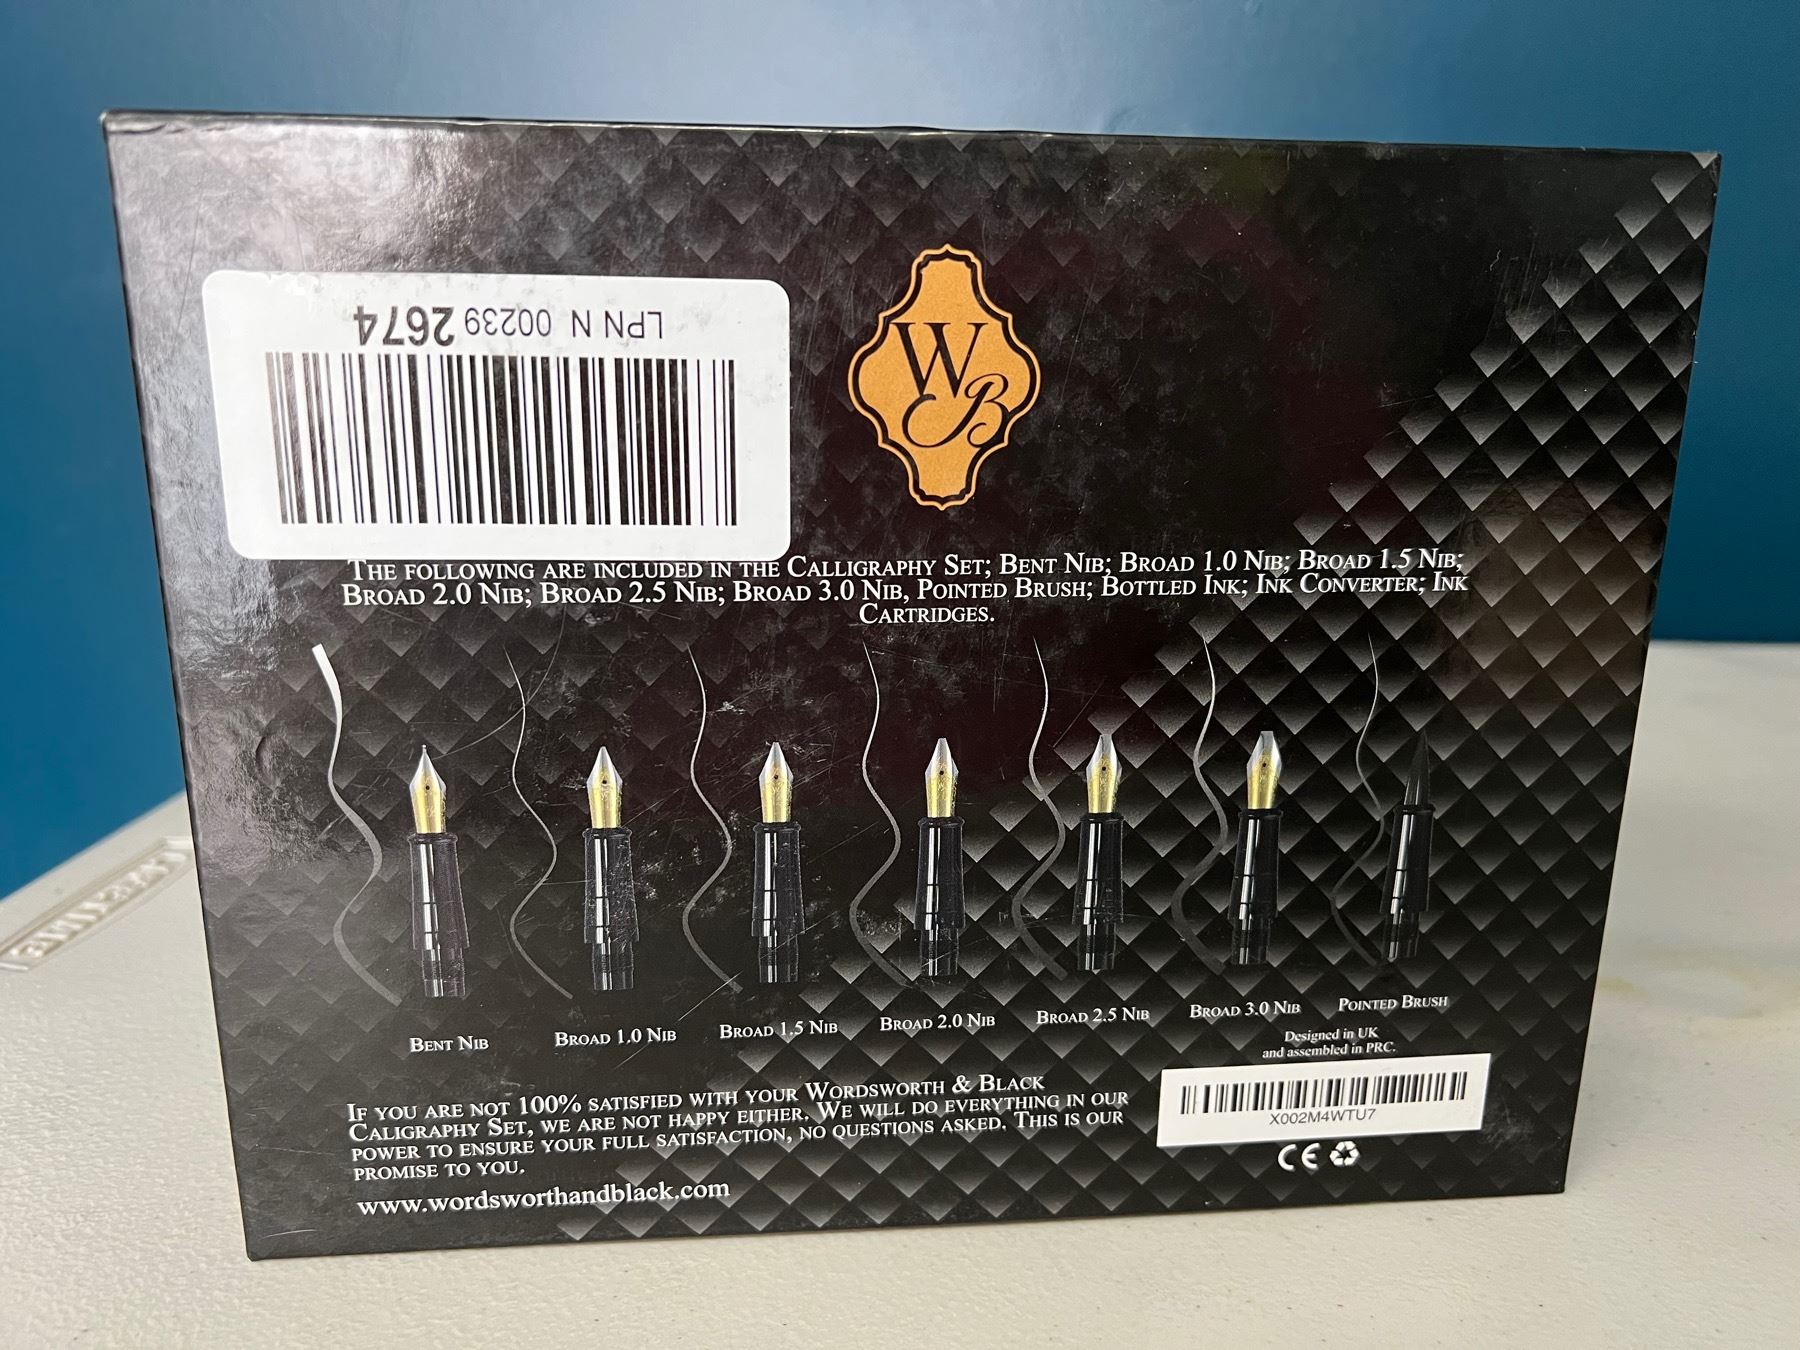 LPN N 00239 2674
WB
THE FOLLOWING ARE INCLUDED IN THE CALLIGRAPHY SET; BENT NIB; BROAD 1.0 NIB; BROAD 1.5 NIB;
BROAD 2.0 NIB; BROAD 2.5 NIB; BROAD 3.0 NIB, POINTED BRUSH; BOTTLED INK; INK CONVERTER; INK
CARTRIDGES.
BENT NIB
BROAD 1.0 NIB
BROAD 1.5 NIB
BROAD 2.0 NIB
BROAD 2.5 NIB
BROAD 3.0 NIB
POINTED BRUSH
Designed in UK
and assembled in PRC.
IF YOU ARE NOT 100% SATISFIED WITH YOUR WORDSWORTH & BLACK
CALIGRAPHY SET, WE ARE NOT HAPPY EITHER. WE WILL DO EVERYTHING IN OUR
POWER TO ENSURE YOUR FULL SATISFACTION, NO QUESTIONS ASKED. THIS IS OUR
PROMISE TO YOU.
www.wordsworthandblack.com
X002M4WTU7
CE
LIFETIME